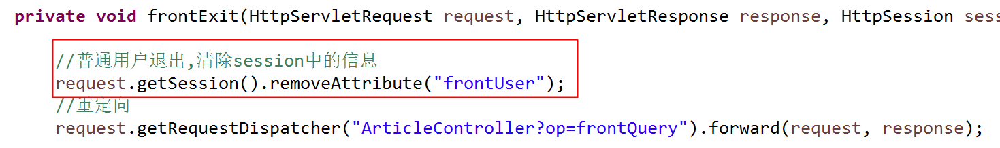 private void frontExit(HttpServletRequest request, HttpServletResponse response, HttpSession sess
//普通用户退出,清除session中的信息
request.getSession().removeAttribute("frontUser");
//重定向
request.getRequestDispatcher("ArticleController?op=frontQuery").forward(request, response);